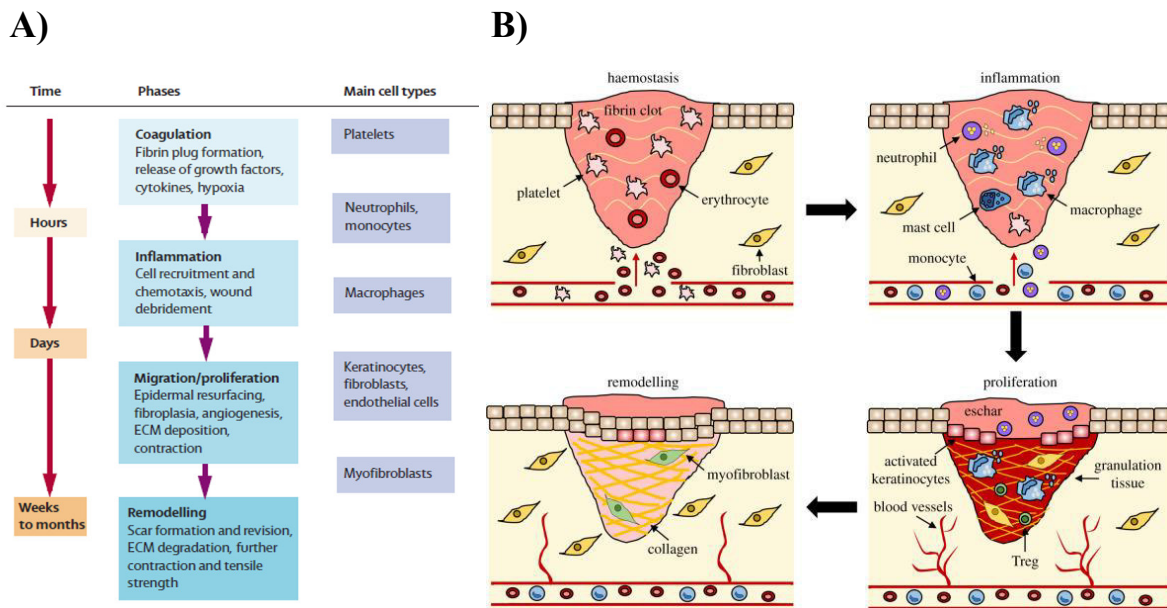 A)
B)
Time
Phases
Main cell types
Hours
Days
Weeks
to months
Coagulation
Fibrin plug formation,
release of growth factors,
cytokines, hypoxia
Inflammation
Cell recruitment and
chemotaxis, wound
debridement
Migration/proliferation
Epidermal resurfacing,
fibroplasia, angiogenesis,
ECM deposition,
contraction
Remodelling
Scar formation and revision,
ECM degradation, further
contraction and tensile
strength
Platelets
Neutrophils,
monocytes
Macrophages
Keratinocytes,
fibroblasts,
endothelial cells
Myofibroblasts
haemostasis
fibrin clot
platelet
erythrocyte
fibroblast
inflammation
neutrophil
macrophage
mast cell
monocyte
remodelling
myofibroblast
collagen
proliferation
eschar
activated
keratinocytes
granulation
tissue
blood vessels
Treg